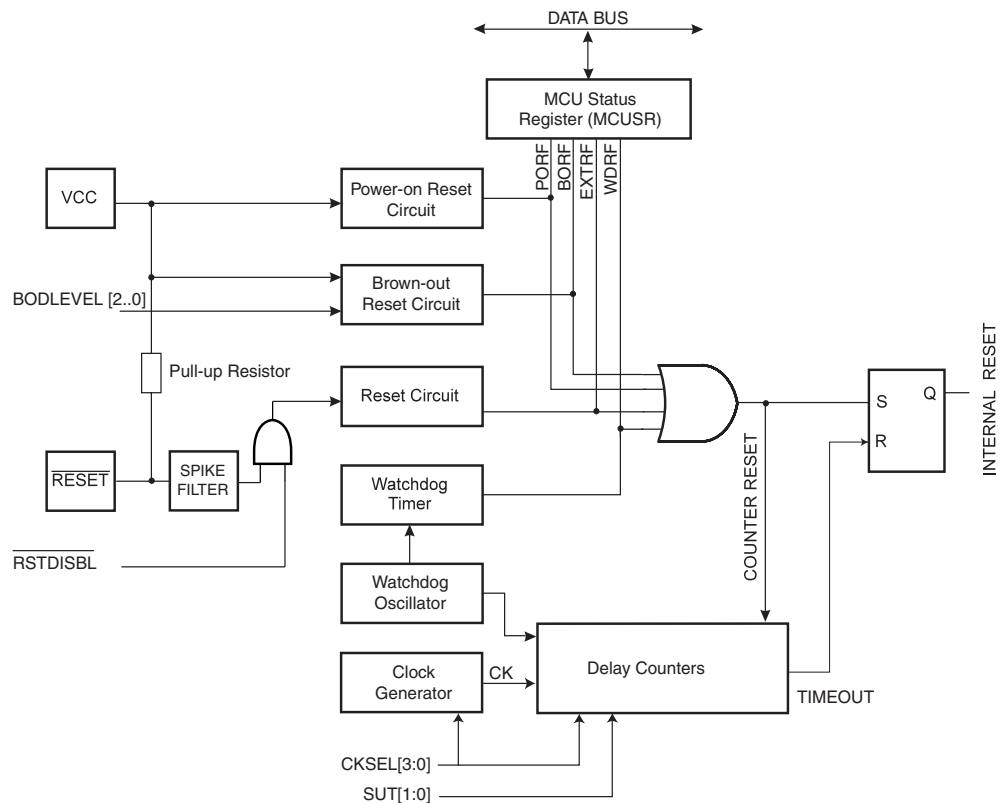 DATA BUS
MCU Status
Register (MCUSR)
PORF
BORF
EXTRF
WDRF
VCC
Power-on Reset
Circuit
BODLEVEL [2..0]
Brown-out
Reset Circuit
Pull-up Resistor
Reset Circuit
S
Q
R
INTERNAL RESET
RESET
SPIKE
FILTER
Watchdog
Timer
COUNTER RESET
RSTDISBL
Watchdog
Oscillator
Clock
Generator
CK
Delay Counters
TIMEOUT
CKSEL[3:0]
SUT[1:0]